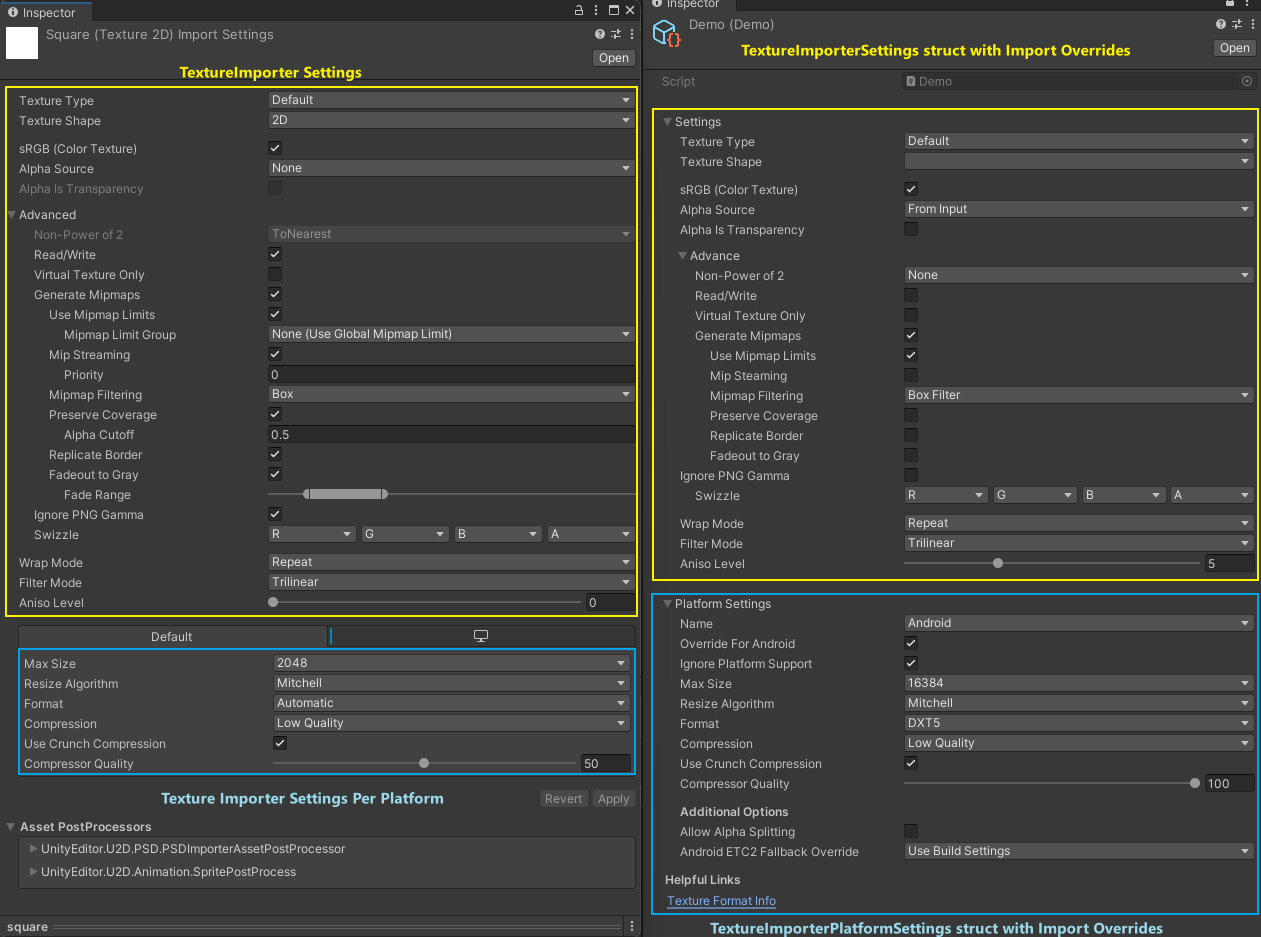 Inspector
Square (Texture 2D) Import Settings
Open
TextureImporter Settings
Texture Type Default
Texture Shape 2D
sRGB (Color Texture)
Alpha Source None
Alpha Is Transparency
Advanced
Non-Power of 2 ToNearest
Read/Write
Virtual Texture Only
Generate Mipmaps
Use Mipmap Limits
Mipmap Limit Group None (Use Global Mipmap Limit)
Mip Streaming
Priority 0
Mipmap Filtering Box
Preserve Coverage
Alpha Cutoff 0.5
Replicate Border
Fadeout to Gray
Fade Range
Ignore PNG Gamma
Swizzle R G B A
Wrap Mode Repeat
Filter Mode Trilinear
Aniso Level 0
Default
Max Size 2048
Resize Algorithm Mitchell
Format Automatic
Compression Low Quality
Use Crunch Compression
Compressor Quality 50
Texture Importer Settings Per Platform Revert Apply
Asset PostProcessors
UnityEditor.U2D.PSD.PSDImporterAssetPostProcessor
UnityEditor.U2D.Animation.SpritePostProcess
square
Inspector
Demo (Demo)
Open
TextureImporterSettings struct with Import Overrides
Script # Demo
Settings
Texture Type Default
Texture Shape
sRGB (Color Texture)
Alpha Source From Input
Alpha Is Transparency
Advance
Non-Power of 2 None
Read/Write
Virtual Texture Only
Generate Mipmaps
Use Mipmap Limits
Mip Steaming
Mipmap Filtering Box Filter
Preserve Coverage
Replicate Border
Fadeout to Gray
Ignore PNG Gamma
Swizzle R G B A
Wrap Mode Repeat
Filter Mode Trilinear
Aniso Level 5
Platform Settings
Name Android
Override For Android
Ignore Platform Support
Max Size 16384
Resize Algorithm Mitchell
Format DXT5
Compression Low Quality
Use Crunch Compression
Compressor Quality 100
Additional Options
Allow Alpha Splitting
Android ETC2 Fallback Override Use Build Settings
Helpful Links
Texture Format Info
TextureImporterPlatformSettings struct with Import Overrides